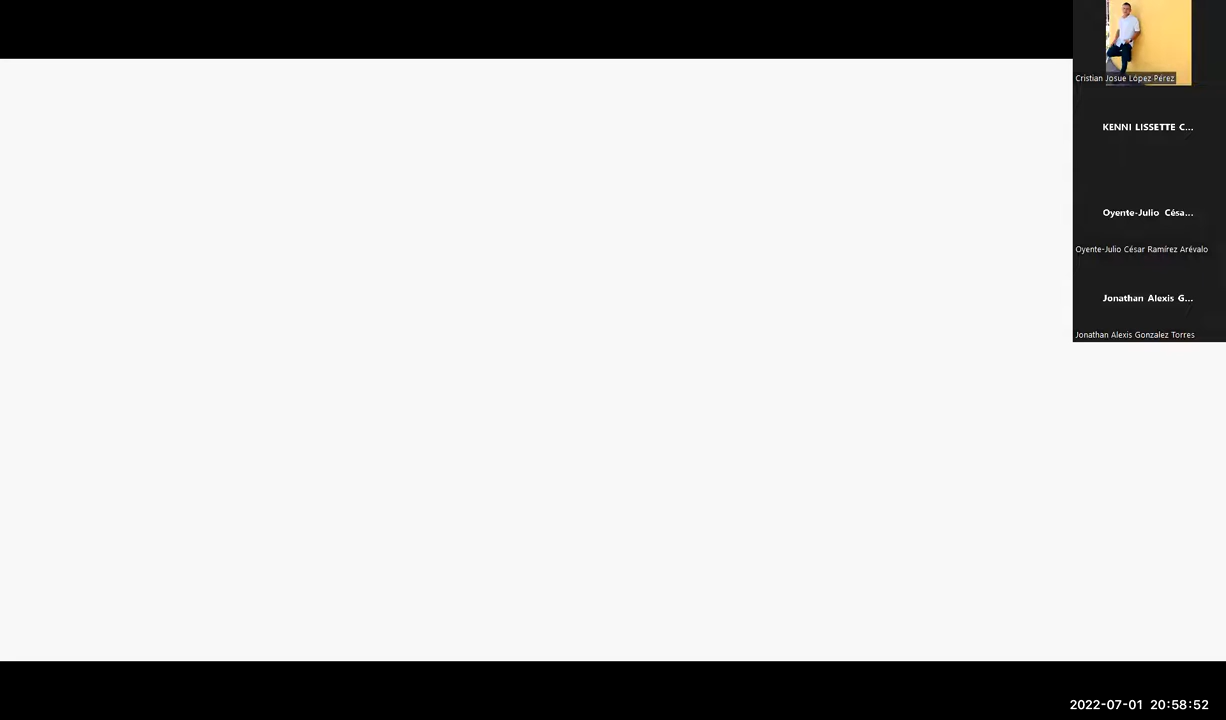 Cristian Josue López Pérez
KENNI LISSETTE C...
Oyente-Julio Césa...
Oyente-Julio César Ramírez Arévalo
Jonathan Alexis G...
Jonathan Alexis Gonzalez Torres
2022-07-01 20:58:52